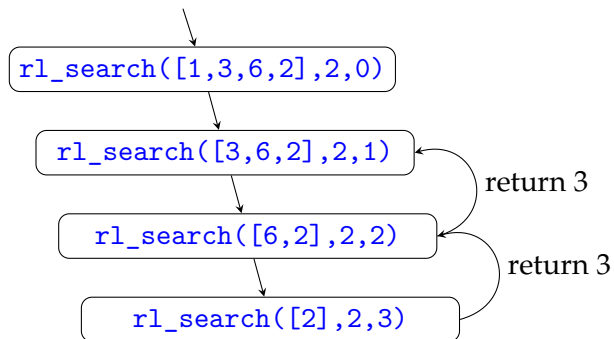 rl_search([1,3,6,2],2,0)
rl_search([3,6,2],2,1)
return 3
rl_search([6,2],2,2)
return 3
rl_search([2],2,3)